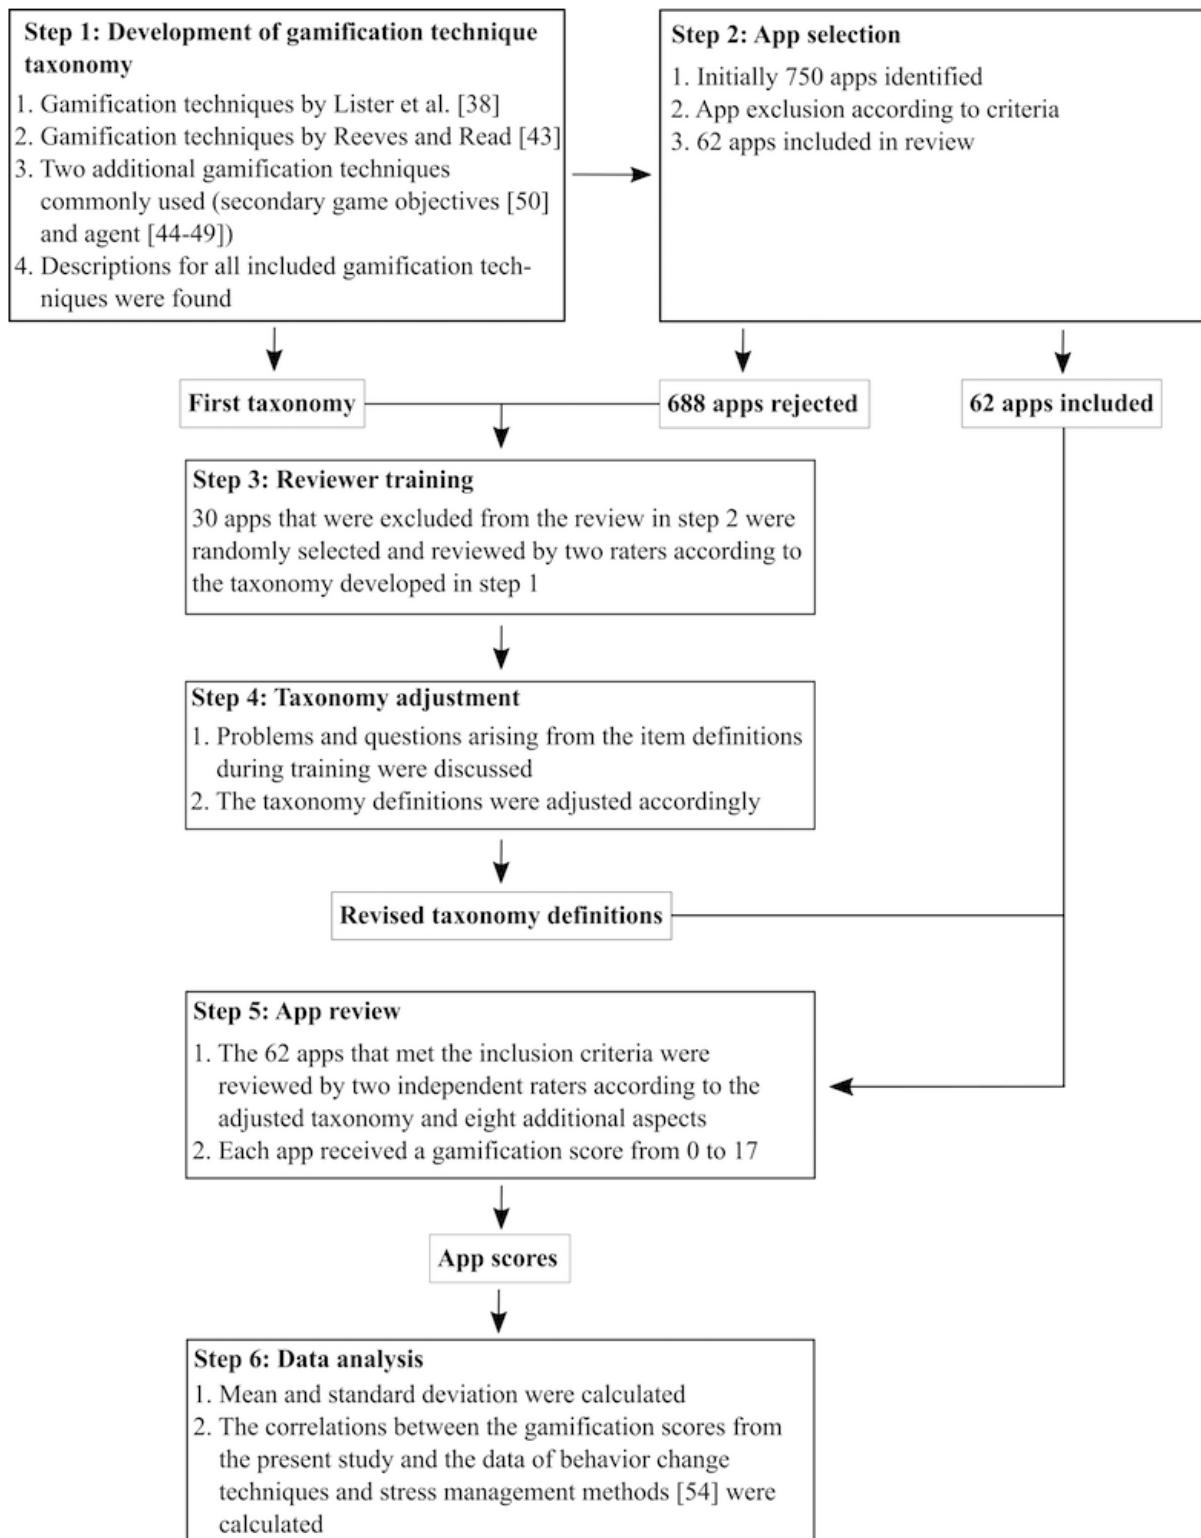 Step 1: Development of gamification technique
taxonomy
1. Gamification techniques by Lister et al. [38]
2. Gamification techniques by Reeves and Read [43]
3. Two additional gamification techniques
commonly used (secondary game objectives [50]
and agent [44-49])
4. Descriptions for all included gamification tech-
niques were found
Step 2: App selection
1. Initially 750 apps identified
2. App exclusion according to criteria
3. 62 apps included in review
First taxonomy
688 apps rejected
62 apps included
Step 3: Reviewer training
30 apps that were excluded from the review in step 2 were
randomly selected and reviewed by two raters according to
the taxonomy developed in step 1
Step 4: Taxonomy adjustment
1. Problems and questions arising from the item definitions
during training were discussed
2. The taxonomy definitions were adjusted accordingly
Revised taxonomy definitions
Step 5: App review
1. The 62 apps that met the inclusion criteria were
reviewed by two independent raters according to the
adjusted taxonomy and eight additional aspects
2. Each app received a gamification score from 0 to 17
App scores
Step 6: Data analysis
1. Mean and standard deviation were calculated
2. The correlations between the gamification scores from
the present study and the data of behavior change
techniques and stress management methods [54] were
calculated